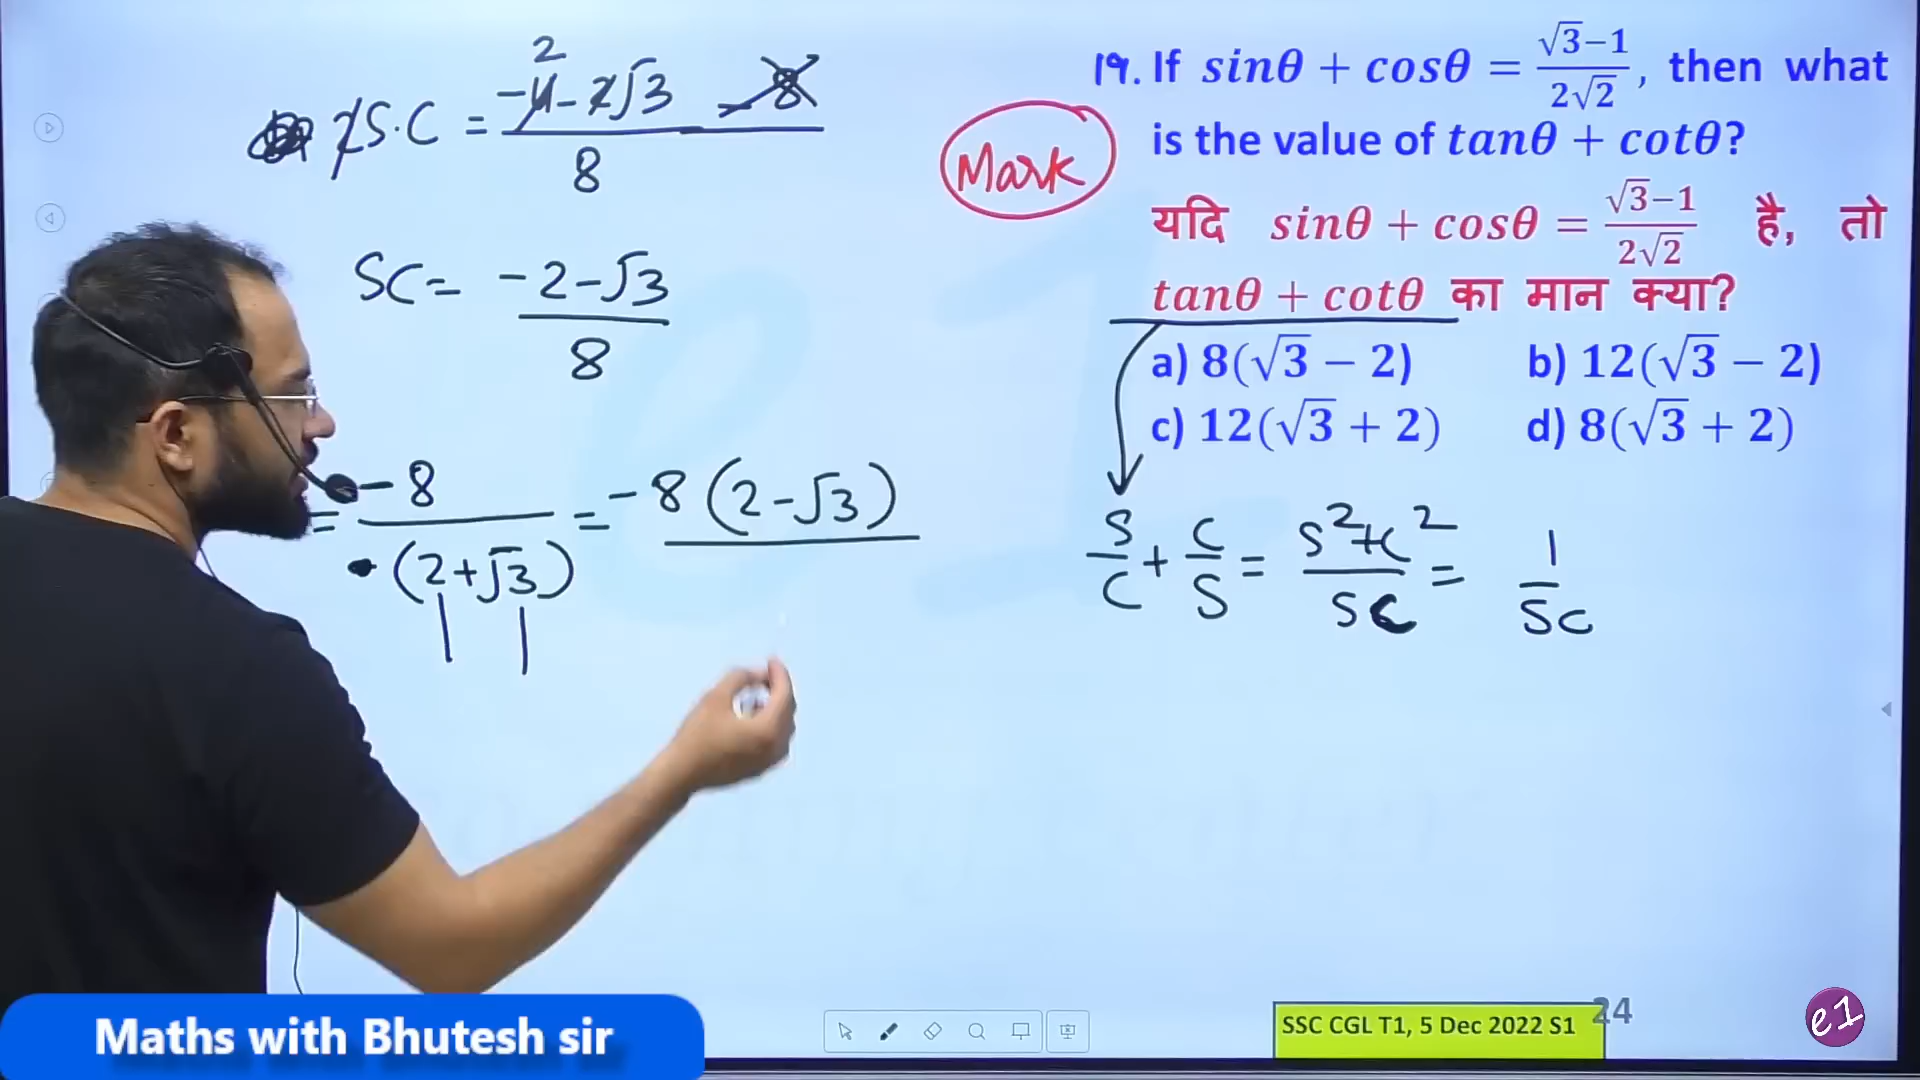 2S.C = -4-2√3 -8 / 8
2
SC = -2-√3 / 8
= -8 / (2+√3) = -8(2-√3)
19. If sinθ + cosθ = √3−1 / 2√2, then what
is the value of tanθ + cotθ?
Mark
यदि sinθ + cosθ = √3−1 / 2√2 है, तो
tanθ + cotθ का मान क्या?
a) 8(√3 − 2) b) 12(√3 − 2)
c) 12(√3 + 2) d) 8(√3 + 2)
S/C + C/S = S²+C² / SC = 1/SC
Maths with Bhutesh sir
SSC CGL T1, 5 Dec 2022 S1
24
e1